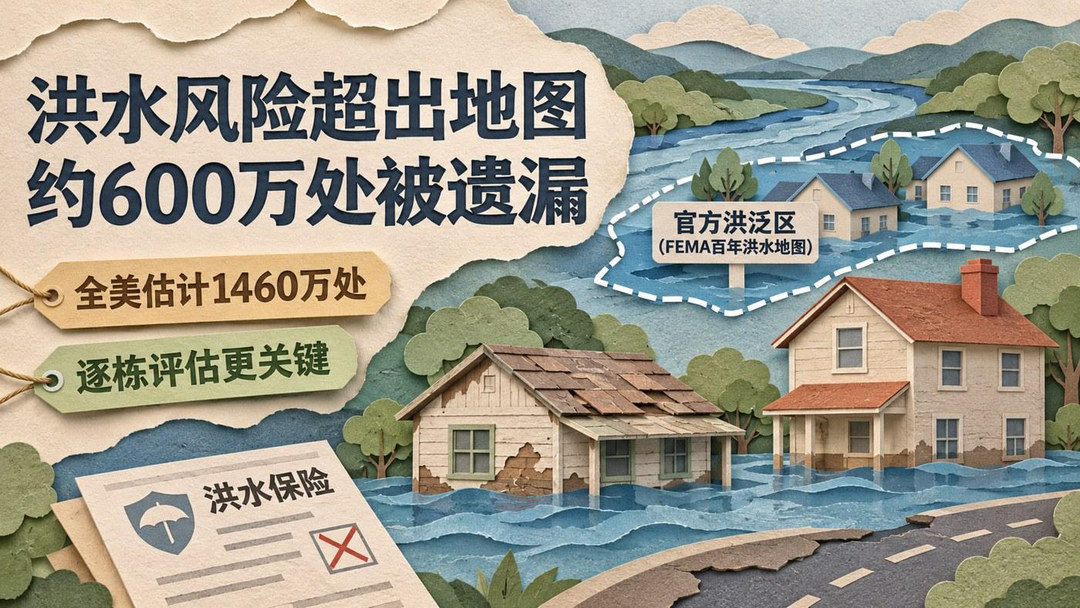 洪水风险超出地图
约600万处被遗漏
全美估计1460万处
逐栋评估更关键
官方洪泛区
(FEMA百年洪水地图)
洪水保险